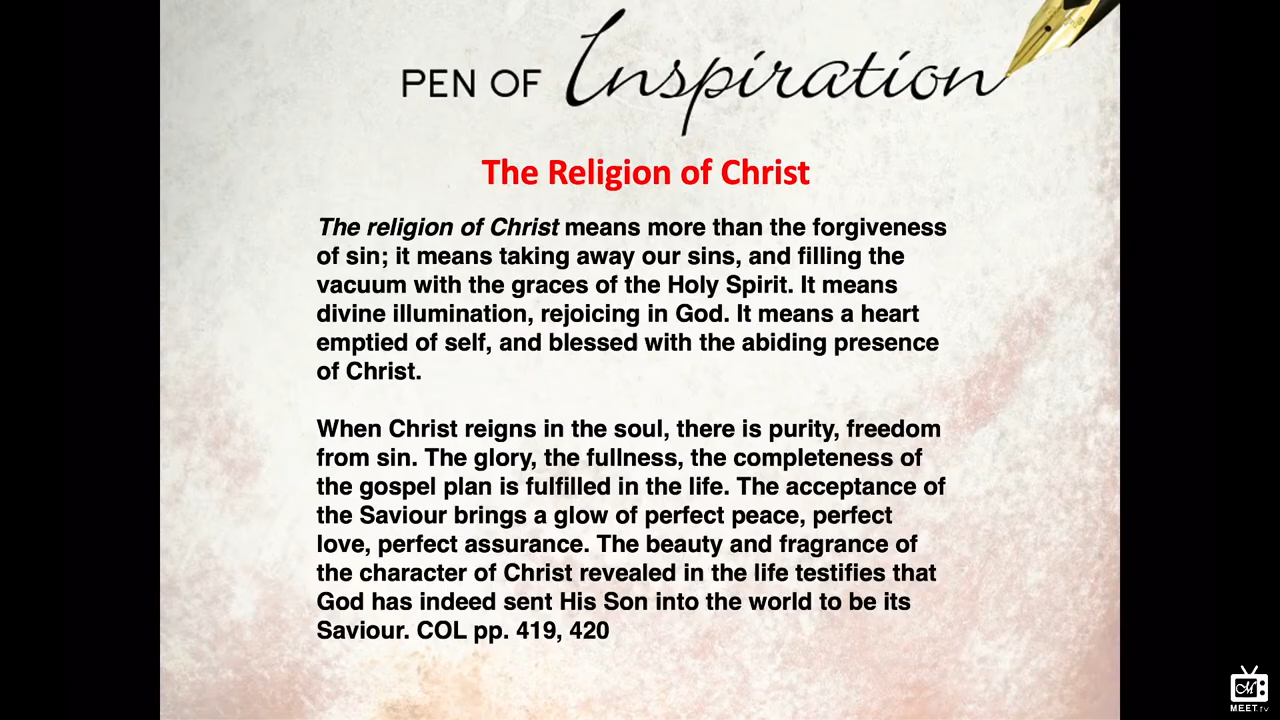 PEN OF Inspiration
The Religion of Christ
The religion of Christ means more than the forgiveness
of sin; it means taking away our sins, and filling the
vacuum with the graces of the Holy Spirit. It means
divine illumination, rejoicing in God. It means a heart
emptied of self, and blessed with the abiding presence
of Christ.
When Christ reigns in the soul, there is purity, freedom
from sin. The glory, the fullness, the completeness of
the gospel plan is fulfilled in the life. The acceptance of
the Saviour brings a glow of perfect peace, perfect
love, perfect assurance. The beauty and fragrance of
the character of Christ revealed in the life testifies that
God has indeed sent His Son into the world to be its
Saviour. COL pp. 419, 420
M
MEET.TV